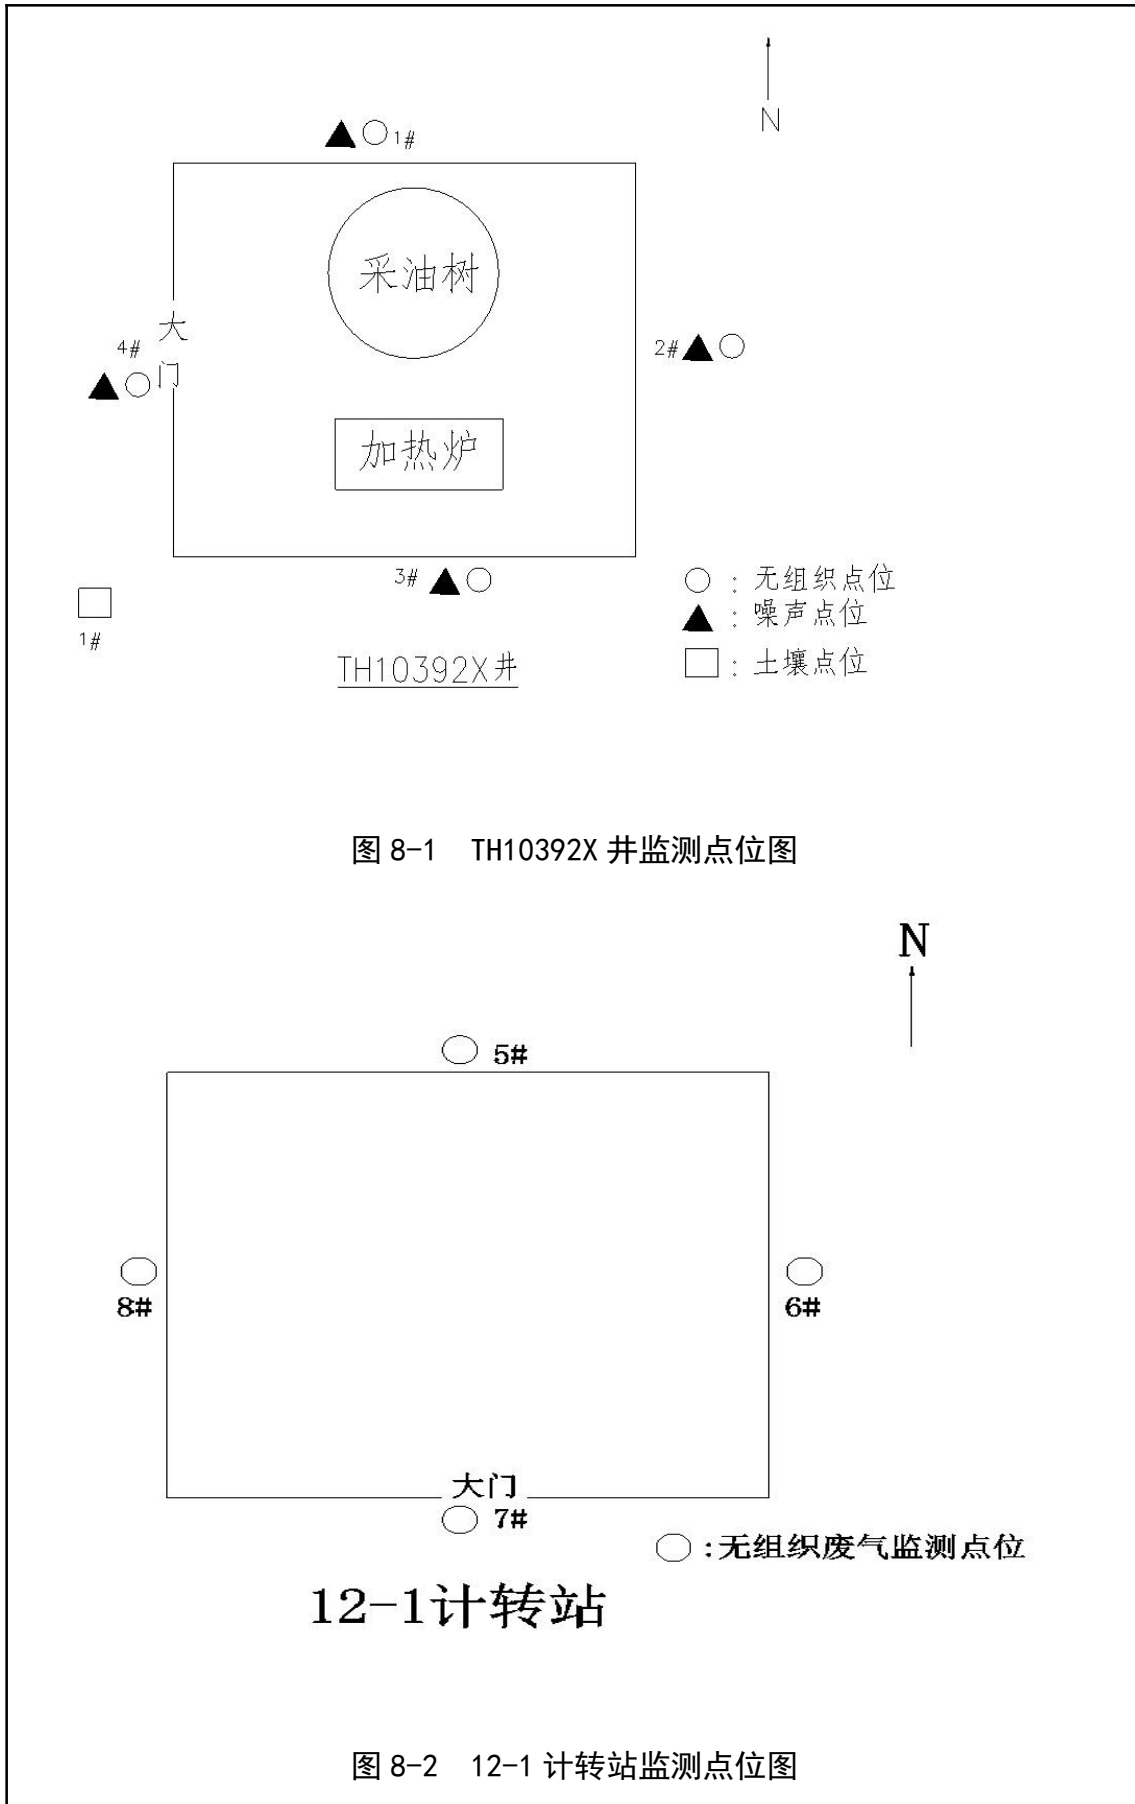 N
1#
采油树
大门
4#
2#
加热炉
3#
1#
：无组织点位
：噪声点位
：土壤点位
TH10392X井
图 8-1 TH10392X 井监测点位图
N
5#
8#
6#
大门
7#
:无组织废气监测点位
12-1计转站
图 8-2 12-1 计转站监测点位图